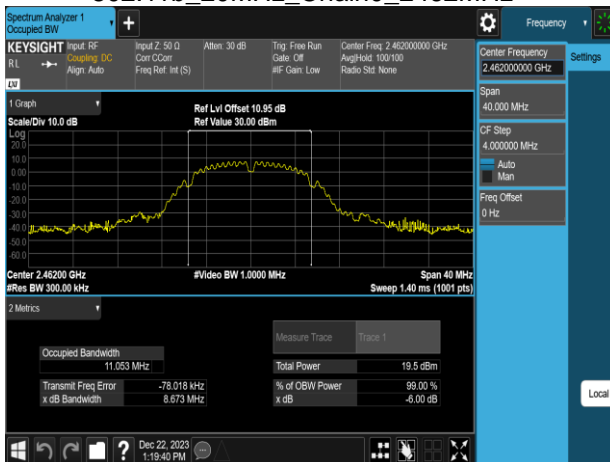 Spectrum Analyzer 1
Occupied BW
Frequency
KEYSIGHT
RL
LXI
Input: RF
Coupling: DC
Align: Auto
Input Z: 50 Ω
Corr CCorr
Freq Ref: Int (S)
Atten: 30 dB
Trig: Free Run
Gate: Off
#IF Gain: Low
Center Freq: 2.462000000 GHz
Avg|Hold: 100/100
Radio Std: None
Center Frequency
2.462000000 GHz
Settings
Span
40.000 MHz
CF Step
4.000000 MHz
Auto
Man
Freq Offset
0 Hz
Local
1 Graph
Scale/Div 10.0 dB
Ref Lvl Offset 10.95 dB
Ref Value 30.00 dBm
Log
20.0
10.0
0.00
-10.0
-20.0
-30.0
-40.0
-50.0
-60.0
Center 2.46200 GHz
#Video BW 1.0000 MHz
Span 40 MHz
#Res BW 300.00 kHz
Sweep 1.40 ms (1001 pts)
2 Metrics
Measure Trace
Trace 1
Occupied Bandwidth
11.053 MHz
Total Power
19.5 dBm
Transmit Freq Error
-78.018 kHz
% of OBW Power
99.00 %
x dB Bandwidth
8.673 MHz
x dB
-6.00 dB
Dec 22, 2023
1:19:40 PM